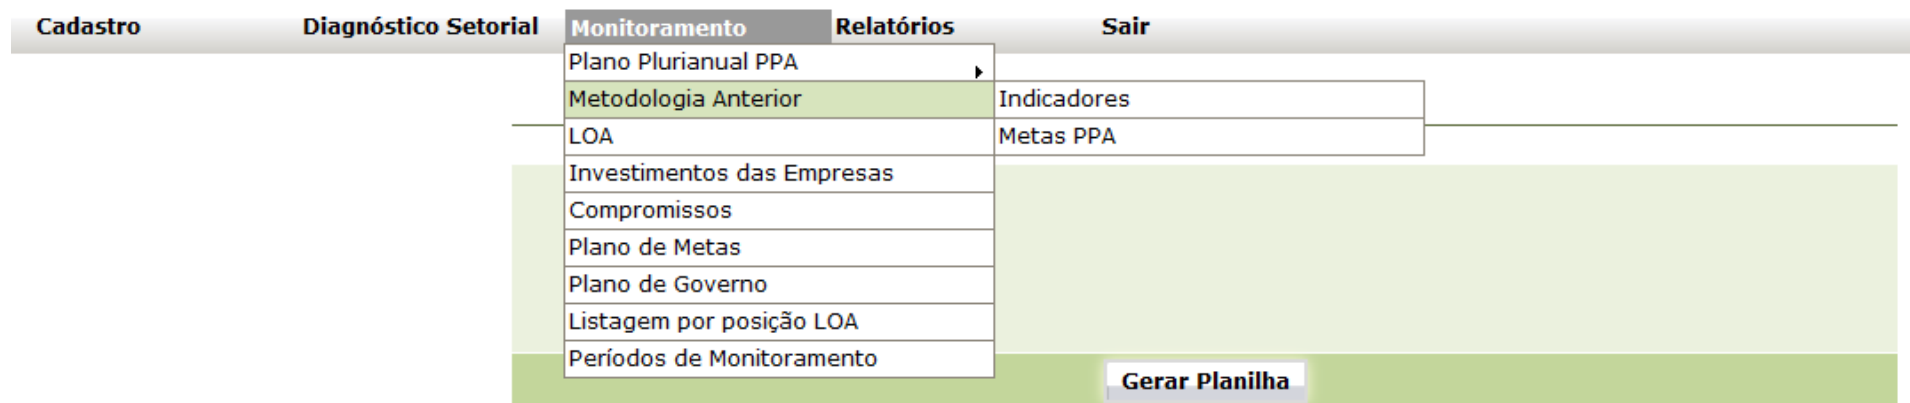 Cadastro Diagnóstico Setorial Monitoramento Relatórios Sair
Plano Plurianual PPA
Metodologia Anterior Indicadores
LOA Metas PPA
Investimentos das Empresas
Compromissos
Plano de Metas
Plano de Governo
Listagem por posição LOA
Períodos de Monitoramento
Gerar Planilha